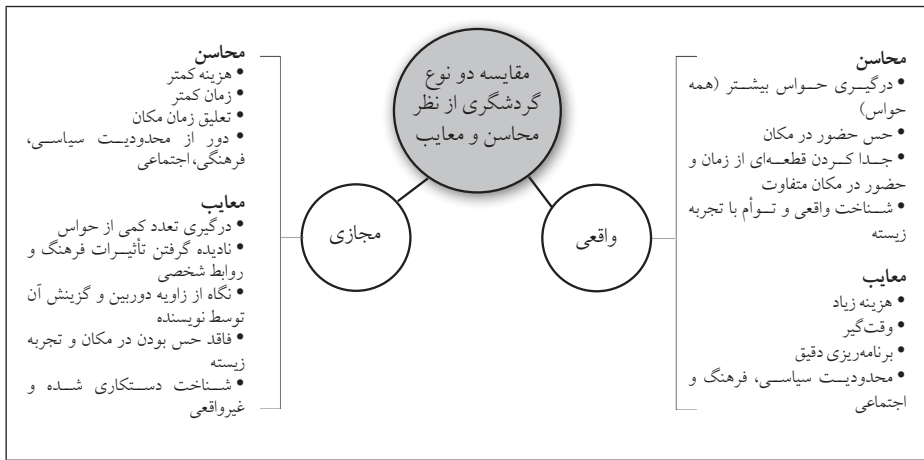 مقایسه دو نوع
گردشگری از نظر
محاسن و معایب
واقعی
محاسن
• درگیری حواس بیشتر (همه
حواس)
• حس حضور در مکان
• جدا کردن قطعه‌ای از زمان و
حضور در مکان متفاوت
• شناخت واقعی و توأم با تجربه
زیسته
معایب
• هزینه زیاد
• وقت‌گیر
• برنامه‌ریزی دقیق
• محدودیت سیاسی، فرهنگ و
اجتماعی
مجازی
محاسن
• هزینه کمتر
• زمان کمتر
• تعلیق زمان مکان
• دور از محدودیت سیاسی،
فرهنگی، اجتماعی
معایب
• درگیری تعدد کمی از حواس
• نادیده گرفتن تأثیرات فرهنگ و
روابط شخصی
• نگاه از زاویه دوربین و گزینش آن
توسط نویسنده
• فاقد حس بودن در مکان و تجربه
زیسته
• شناخت دستکاری شده و
غیرواقعی